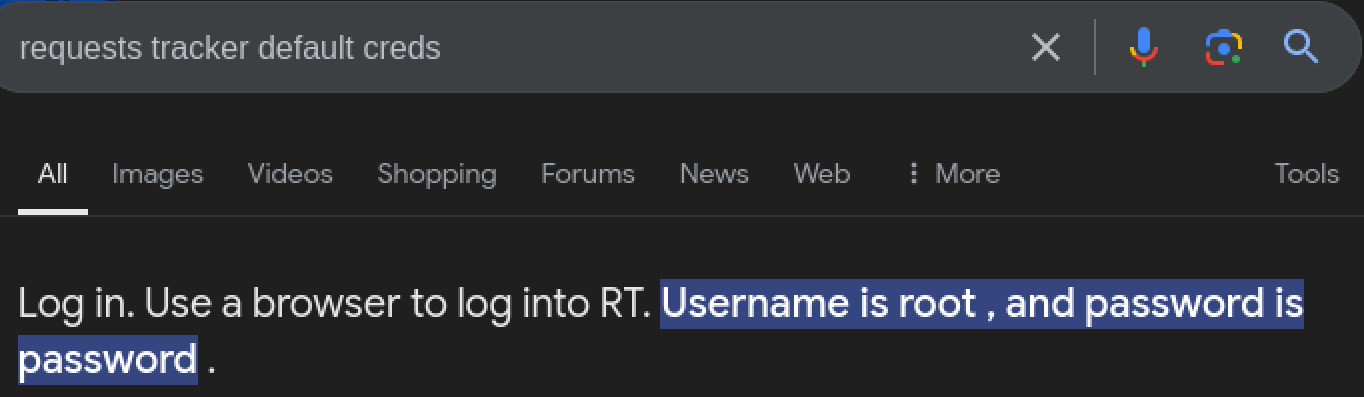 requests tracker default creds
All Images Videos Shopping Forums News Web More Tools
Log in. Use a browser to log into RT. Username is root , and password is
password .